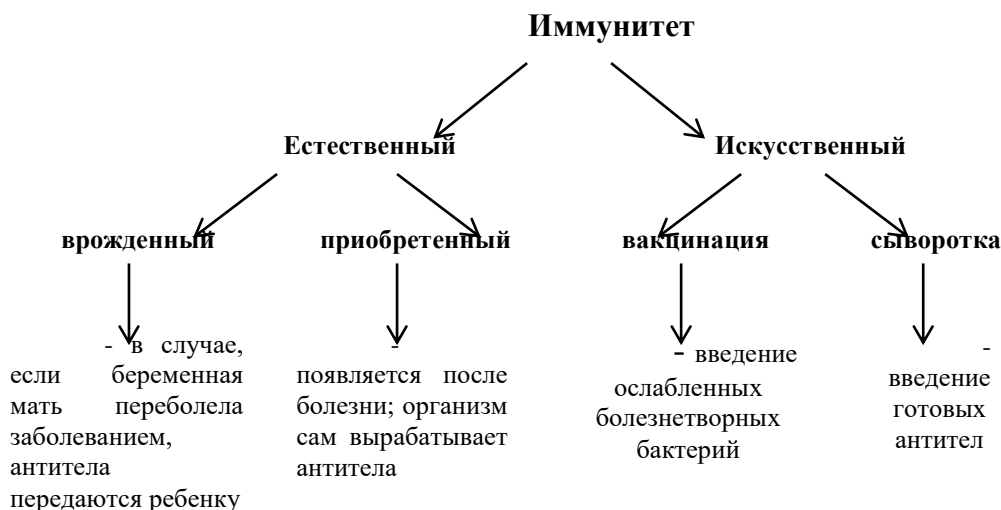 Иммунитет
Естественный
Искусственный
врожденный
приобретенный
вакцинация
сыворотка
- в случае,
если беременная
мать переболела
заболеванием,
антитела
передаются ребенку
-
появляется после
болезни; организм
сам вырабатывает
антитела
- введение
ослабленных
болезнетворных
бактерий
-
введение
готовых
антител